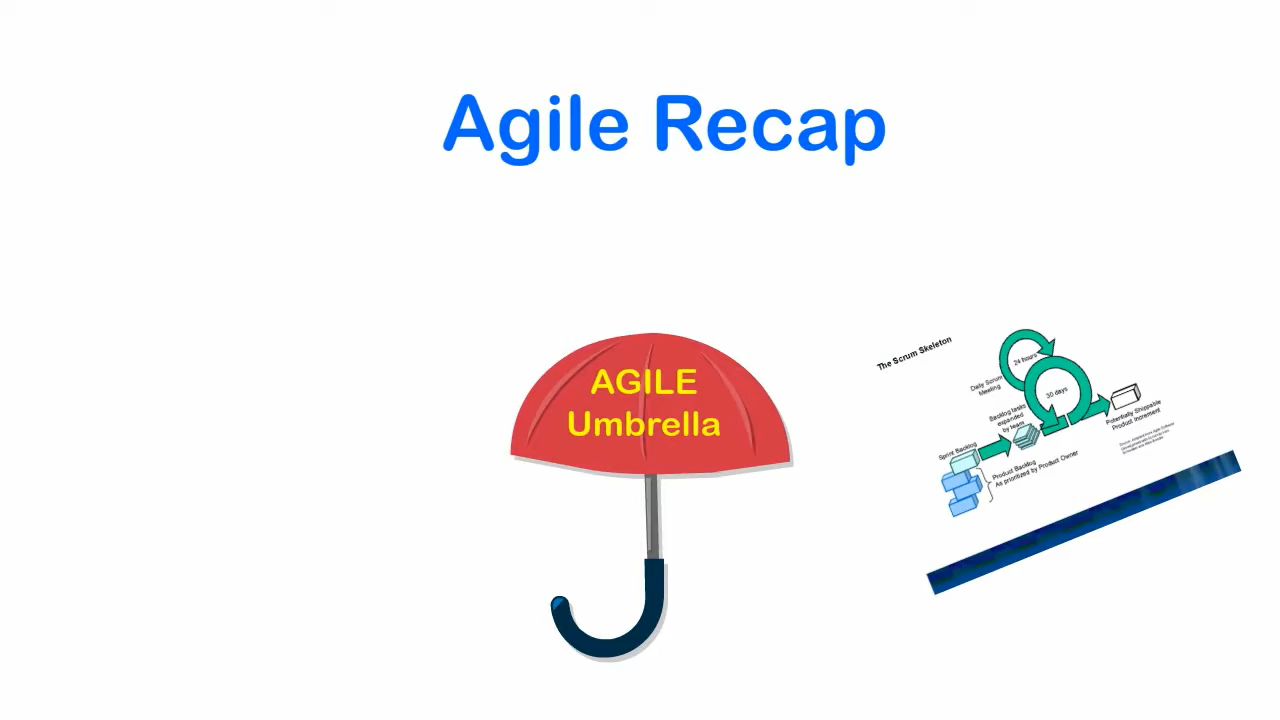 Agile Recap
AGILE
Umbrella
The Scrum Skeleton
24 hours
Daily Scrum
Meeting
30 days
Backlog tasks
expanded
by team
Potentially Shippable
Product Increment
Sprint Backlog
Product Backlog
As prioritized by Product Owner